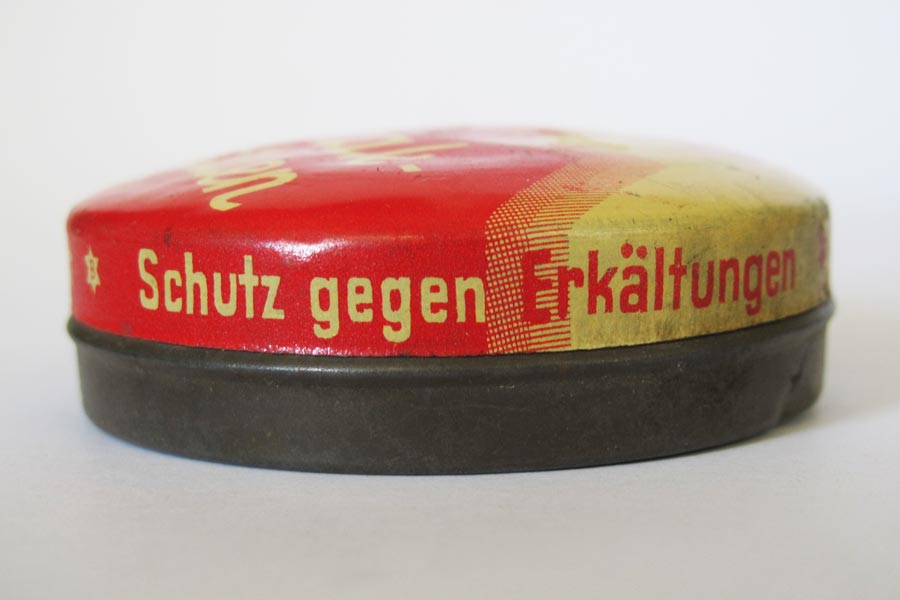 B Schutz gegen Erkältungen